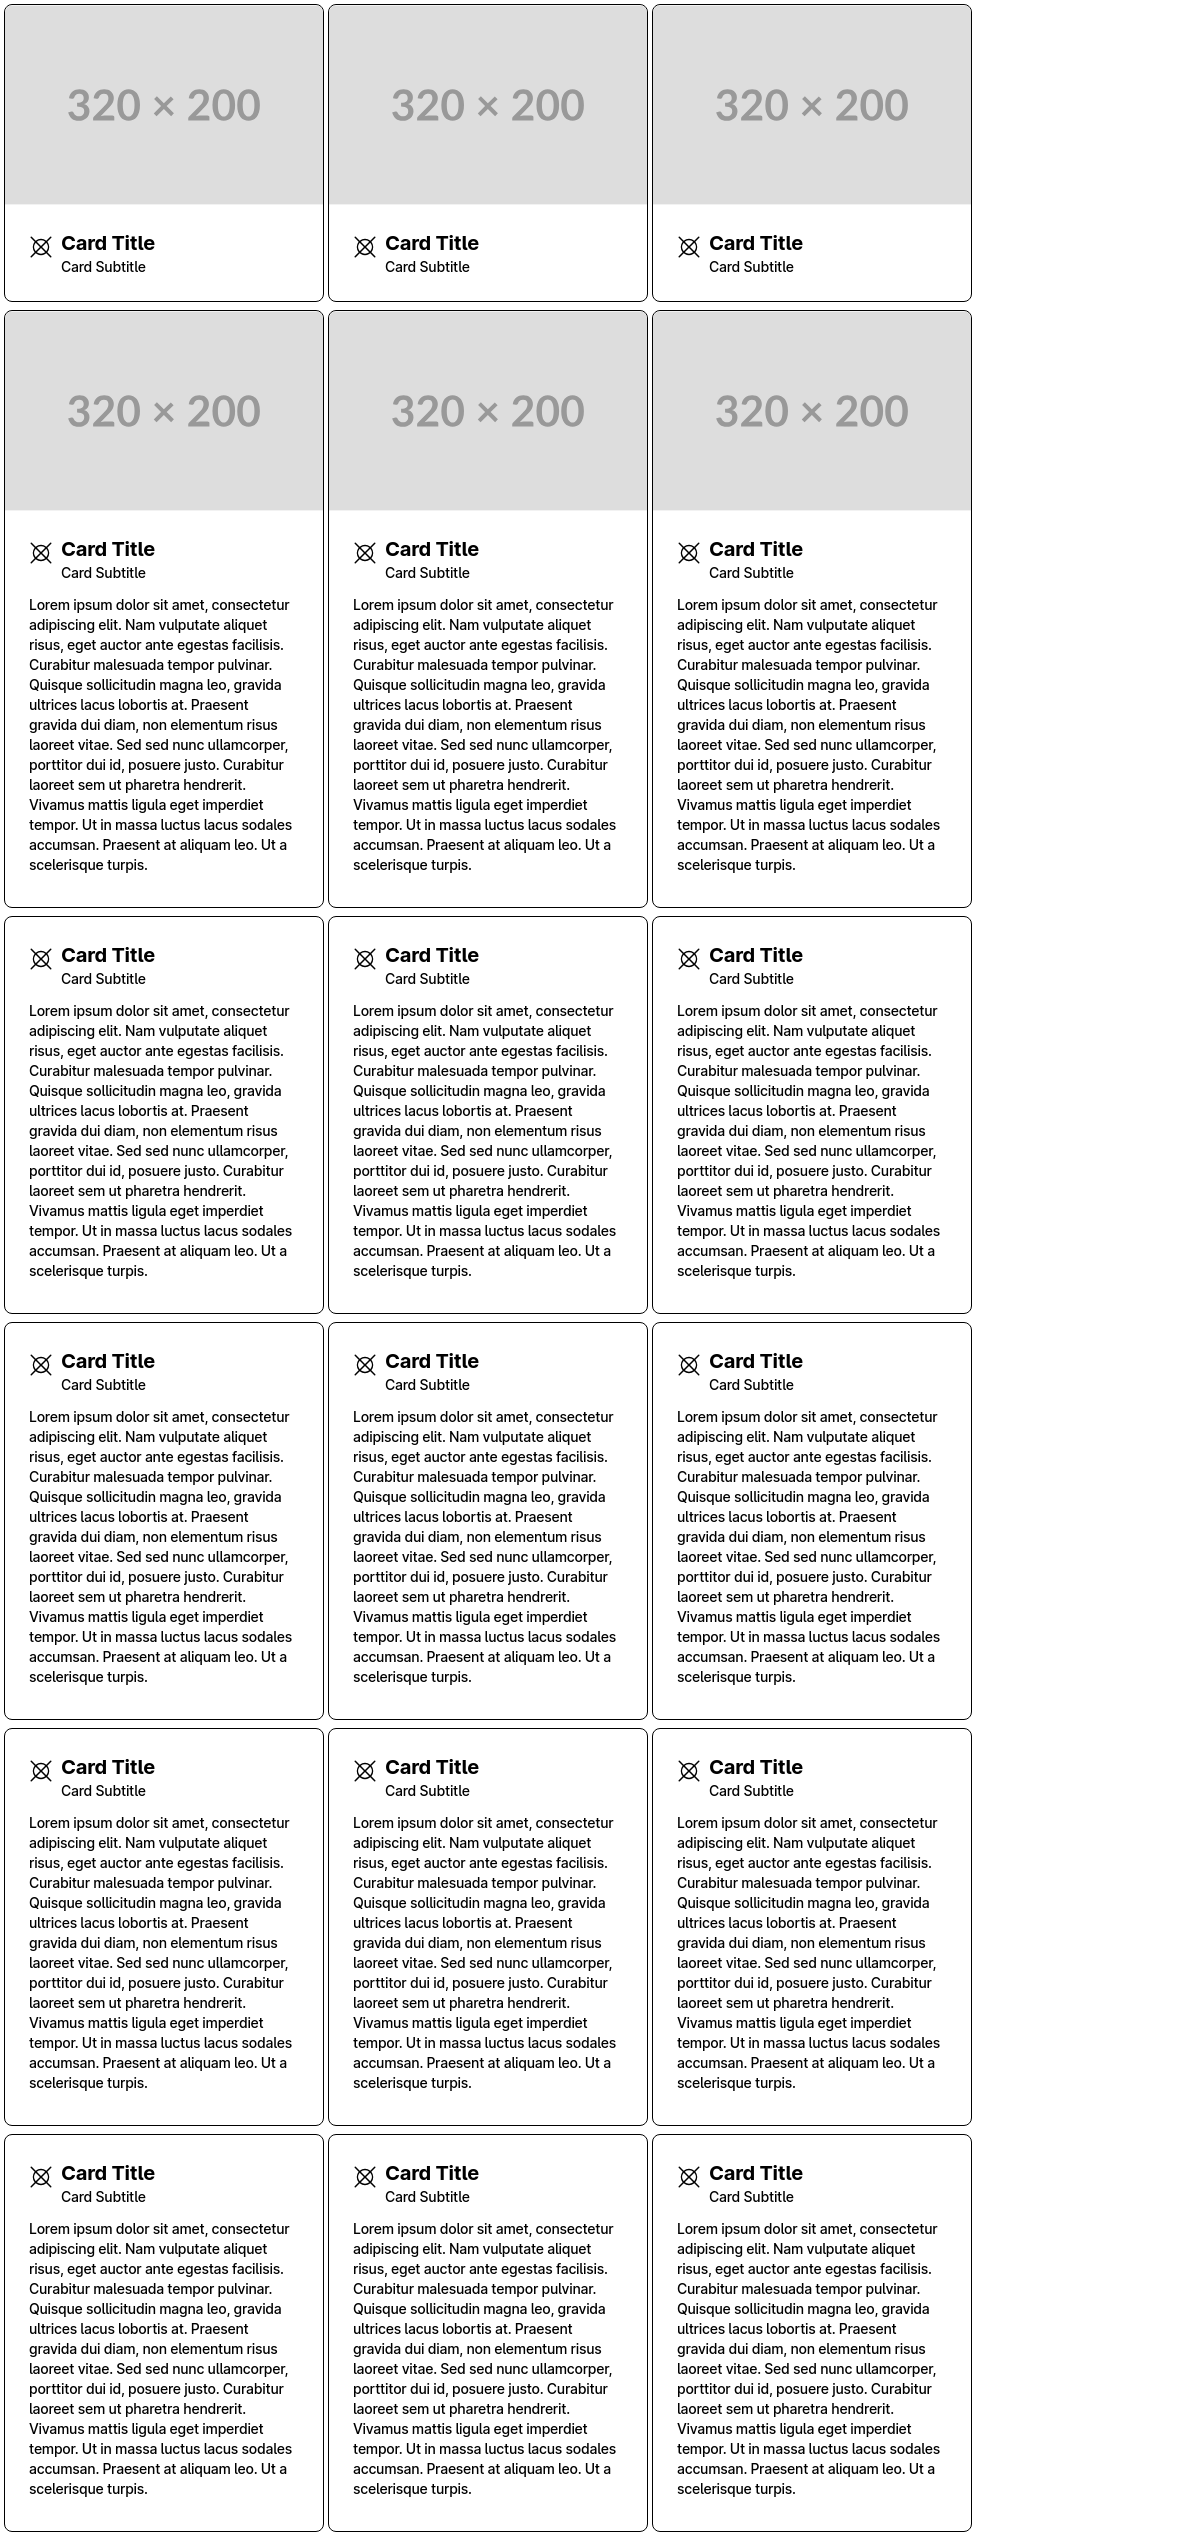 320 × 200
Card Title
Card Subtitle
320 × 200
Card Title
Card Subtitle
320 × 200
Card Title
Card Subtitle
320 × 200
Card Title
Card Subtitle
Lorem ipsum dolor sit amet, consectetur
adipiscing elit. Nam vulputate aliquet
risus, eget auctor ante egestas facilisis.
Curabitur malesuada tempor pulvinar.
Quisque sollicitudin magna leo, gravida
ultrices lacus lobortis at. Praesent
gravida dui diam, non elementum risus
laoreet vitae. Sed sed nunc ullamcorper,
porttitor dui id, posuere justo. Curabitur
laoreet sem ut pharetra hendrerit.
Vivamus mattis ligula eget imperdiet
tempor. Ut in massa luctus lacus sodales
accumsan. Praesent at aliquam leo. Ut a
scelerisque turpis.
320 × 200
Card Title
Card Subtitle
Lorem ipsum dolor sit amet, consectetur
adipiscing elit. Nam vulputate aliquet
risus, eget auctor ante egestas facilisis.
Curabitur malesuada tempor pulvinar.
Quisque sollicitudin magna leo, gravida
ultrices lacus lobortis at. Praesent
gravida dui diam, non elementum risus
laoreet vitae. Sed sed nunc ullamcorper,
porttitor dui id, posuere justo. Curabitur
laoreet sem ut pharetra hendrerit.
Vivamus mattis ligula eget imperdiet
tempor. Ut in massa luctus lacus sodales
accumsan. Praesent at aliquam leo. Ut a
scelerisque turpis.
320 × 200
Card Title
Card Subtitle
Lorem ipsum dolor sit amet, consectetur
adipiscing elit. Nam vulputate aliquet
risus, eget auctor ante egestas facilisis.
Curabitur malesuada tempor pulvinar.
Quisque sollicitudin magna leo, gravida
ultrices lacus lobortis at. Praesent
gravida dui diam, non elementum risus
laoreet vitae. Sed sed nunc ullamcorper,
porttitor dui id, posuere justo. Curabitur
laoreet sem ut pharetra hendrerit.
Vivamus mattis ligula eget imperdiet
tempor. Ut in massa luctus lacus sodales
accumsan. Praesent at aliquam leo. Ut a
scelerisque turpis.
Card Title
Card Subtitle
Lorem ipsum dolor sit amet, consectetur
adipiscing elit. Nam vulputate aliquet
risus, eget auctor ante egestas facilisis.
Curabitur malesuada tempor pulvinar.
Quisque sollicitudin magna leo, gravida
ultrices lacus lobortis at. Praesent
gravida dui diam, non elementum risus
laoreet vitae. Sed sed nunc ullamcorper,
porttitor dui id, posuere justo. Curabitur
laoreet sem ut pharetra hendrerit.
Vivamus mattis ligula eget imperdiet
tempor. Ut in massa luctus lacus sodales
accumsan. Praesent at aliquam leo. Ut a
scelerisque turpis.
Card Title
Card Subtitle
Lorem ipsum dolor sit amet, consectetur
adipiscing elit. Nam vulputate aliquet
risus, eget auctor ante egestas facilisis.
Curabitur malesuada tempor pulvinar.
Quisque sollicitudin magna leo, gravida
ultrices lacus lobortis at. Praesent
gravida dui diam, non elementum risus
laoreet vitae. Sed sed nunc ullamcorper,
porttitor dui id, posuere justo. Curabitur
laoreet sem ut pharetra hendrerit.
Vivamus mattis ligula eget imperdiet
tempor. Ut in massa luctus lacus sodales
accumsan. Praesent at aliquam leo. Ut a
scelerisque turpis.
Card Title
Card Subtitle
Lorem ipsum dolor sit amet, consectetur
adipiscing elit. Nam vulputate aliquet
risus, eget auctor ante egestas facilisis.
Curabitur malesuada tempor pulvinar.
Quisque sollicitudin magna leo, gravida
ultrices lacus lobortis at. Praesent
gravida dui diam, non elementum risus
laoreet vitae. Sed sed nunc ullamcorper,
porttitor dui id, posuere justo. Curabitur
laoreet sem ut pharetra hendrerit.
Vivamus mattis ligula eget imperdiet
tempor. Ut in massa luctus lacus sodales
accumsan. Praesent at aliquam leo. Ut a
scelerisque turpis.
Card Title
Card Subtitle
Lorem ipsum dolor sit amet, consectetur
adipiscing elit. Nam vulputate aliquet
risus, eget auctor ante egestas facilisis.
Curabitur malesuada tempor pulvinar.
Quisque sollicitudin magna leo, gravida
ultrices lacus lobortis at. Praesent
gravida dui diam, non elementum risus
laoreet vitae. Sed sed nunc ullamcorper,
porttitor dui id, posuere justo. Curabitur
laoreet sem ut pharetra hendrerit.
Vivamus mattis ligula eget imperdiet
tempor. Ut in massa luctus lacus sodales
accumsan. Praesent at aliquam leo. Ut a
scelerisque turpis.
Card Title
Card Subtitle
Lorem ipsum dolor sit amet, consectetur
adipiscing elit. Nam vulputate aliquet
risus, eget auctor ante egestas facilisis.
Curabitur malesuada tempor pulvinar.
Quisque sollicitudin magna leo, gravida
ultrices lacus lobortis at. Praesent
gravida dui diam, non elementum risus
laoreet vitae. Sed sed nunc ullamcorper,
porttitor dui id, posuere justo. Curabitur
laoreet sem ut pharetra hendrerit.
Vivamus mattis ligula eget imperdiet
tempor. Ut in massa luctus lacus sodales
accumsan. Praesent at aliquam leo. Ut a
scelerisque turpis.
Card Title
Card Subtitle
Lorem ipsum dolor sit amet, consectetur
adipiscing elit. Nam vulputate aliquet
risus, eget auctor ante egestas facilisis.
Curabitur malesuada tempor pulvinar.
Quisque sollicitudin magna leo, gravida
ultrices lacus lobortis at. Praesent
gravida dui diam, non elementum risus
laoreet vitae. Sed sed nunc ullamcorper,
porttitor dui id, posuere justo. Curabitur
laoreet sem ut pharetra hendrerit.
Vivamus mattis ligula eget imperdiet
tempor. Ut in massa luctus lacus sodales
accumsan. Praesent at aliquam leo. Ut a
scelerisque turpis.
Card Title
Card Subtitle
Lorem ipsum dolor sit amet, consectetur
adipiscing elit. Nam vulputate aliquet
risus, eget auctor ante egestas facilisis.
Curabitur malesuada tempor pulvinar.
Quisque sollicitudin magna leo, gravida
ultrices lacus lobortis at. Praesent
gravida dui diam, non elementum risus
laoreet vitae. Sed sed nunc ullamcorper,
porttitor dui id, posuere justo. Curabitur
laoreet sem ut pharetra hendrerit.
Vivamus mattis ligula eget imperdiet
tempor. Ut in massa luctus lacus sodales
accumsan. Praesent at aliquam leo. Ut a
scelerisque turpis.
Card Title
Card Subtitle
Lorem ipsum dolor sit amet, consectetur
adipiscing elit. Nam vulputate aliquet
risus, eget auctor ante egestas facilisis.
Curabitur malesuada tempor pulvinar.
Quisque sollicitudin magna leo, gravida
ultrices lacus lobortis at. Praesent
gravida dui diam, non elementum risus
laoreet vitae. Sed sed nunc ullamcorper,
porttitor dui id, posuere justo. Curabitur
laoreet sem ut pharetra hendrerit.
Vivamus mattis ligula eget imperdiet
tempor. Ut in massa luctus lacus sodales
accumsan. Praesent at aliquam leo. Ut a
scelerisque turpis.
Card Title
Card Subtitle
Lorem ipsum dolor sit amet, consectetur
adipiscing elit. Nam vulputate aliquet
risus, eget auctor ante egestas facilisis.
Curabitur malesuada tempor pulvinar.
Quisque sollicitudin magna leo, gravida
ultrices lacus lobortis at. Praesent
gravida dui diam, non elementum risus
laoreet vitae. Sed sed nunc ullamcorper,
porttitor dui id, posuere justo. Curabitur
laoreet sem ut pharetra hendrerit.
Vivamus mattis ligula eget imperdiet
tempor. Ut in massa luctus lacus sodales
accumsan. Praesent at aliquam leo. Ut a
scelerisque turpis.
Card Title
Card Subtitle
Lorem ipsum dolor sit amet, consectetur
adipiscing elit. Nam vulputate aliquet
risus, eget auctor ante egestas facilisis.
Curabitur malesuada tempor pulvinar.
Quisque sollicitudin magna leo, gravida
ultrices lacus lobortis at. Praesent
gravida dui diam, non elementum risus
laoreet vitae. Sed sed nunc ullamcorper,
porttitor dui id, posuere justo. Curabitur
laoreet sem ut pharetra hendrerit.
Vivamus mattis ligula eget imperdiet
tempor. Ut in massa luctus lacus sodales
accumsan. Praesent at aliquam leo. Ut a
scelerisque turpis.
Card Title
Card Subtitle
Lorem ipsum dolor sit amet, consectetur
adipiscing elit. Nam vulputate aliquet
risus, eget auctor ante egestas facilisis.
Curabitur malesuada tempor pulvinar.
Quisque sollicitudin magna leo, gravida
ultrices lacus lobortis at. Praesent
gravida dui diam, non elementum risus
laoreet vitae. Sed sed nunc ullamcorper,
porttitor dui id, posuere justo. Curabitur
laoreet sem ut pharetra hendrerit.
Vivamus mattis ligula eget imperdiet
tempor. Ut in massa luctus lacus sodales
accumsan. Praesent at aliquam leo. Ut a
scelerisque turpis.
Card Title
Card Subtitle
Lorem ipsum dolor sit amet, consectetur
adipiscing elit. Nam vulputate aliquet
risus, eget auctor ante egestas facilisis.
Curabitur malesuada tempor pulvinar.
Quisque sollicitudin magna leo, gravida
ultrices lacus lobortis at. Praesent
gravida dui diam, non elementum risus
laoreet vitae. Sed sed nunc ullamcorper,
porttitor dui id, posuere justo. Curabitur
laoreet sem ut pharetra hendrerit.
Vivamus mattis ligula eget imperdiet
tempor. Ut in massa luctus lacus sodales
accumsan. Praesent at aliquam leo. Ut a
scelerisque turpis.